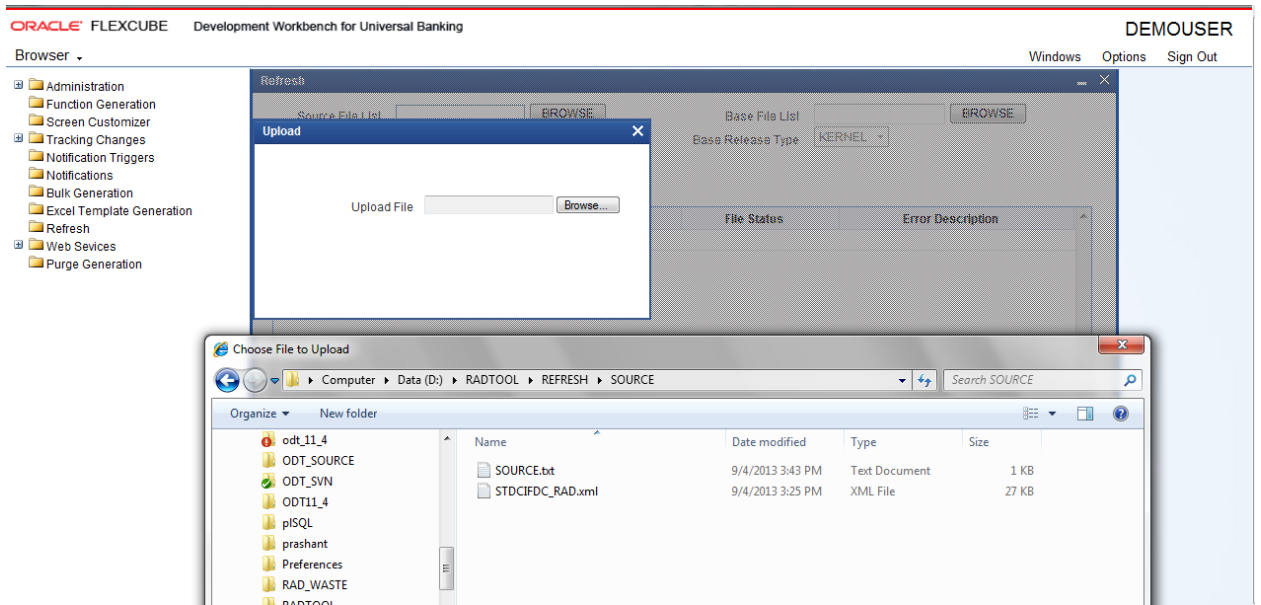 ORACLE FLEXCUBE Development Workbench for Universal Banking
DEMOUSER
Browser
Windows Options Sign Out
Administration
Function Generation
Screen Customizer
Tracking Changes
Notification Triggers
Notifications
Bulk Generation
Excel Template Generation
Refresh
Web Sevices
Purge Generation
Refresh
Source File List BROWSE Base File List BROWSE
Base Release Type KERNEL
Upload
Upload File Browse...
File Status Error Description
Choose File to Upload
Computer Data (D:) RADTOOL REFRESH SOURCE Search SOURCE
Organize New folder
odt_11_4
ODT_SOURCE
ODT_SVN
ODT11_4
plSQL
prashant
Preferences
RAD_WASTE
RADTOOL
Name Date modified Type Size
SOURCE.txt 9/4/2013 3:43 PM Text Document 1 KB
STDCIFDC_RAD.xml 9/4/2013 3:25 PM XML File 27 KB